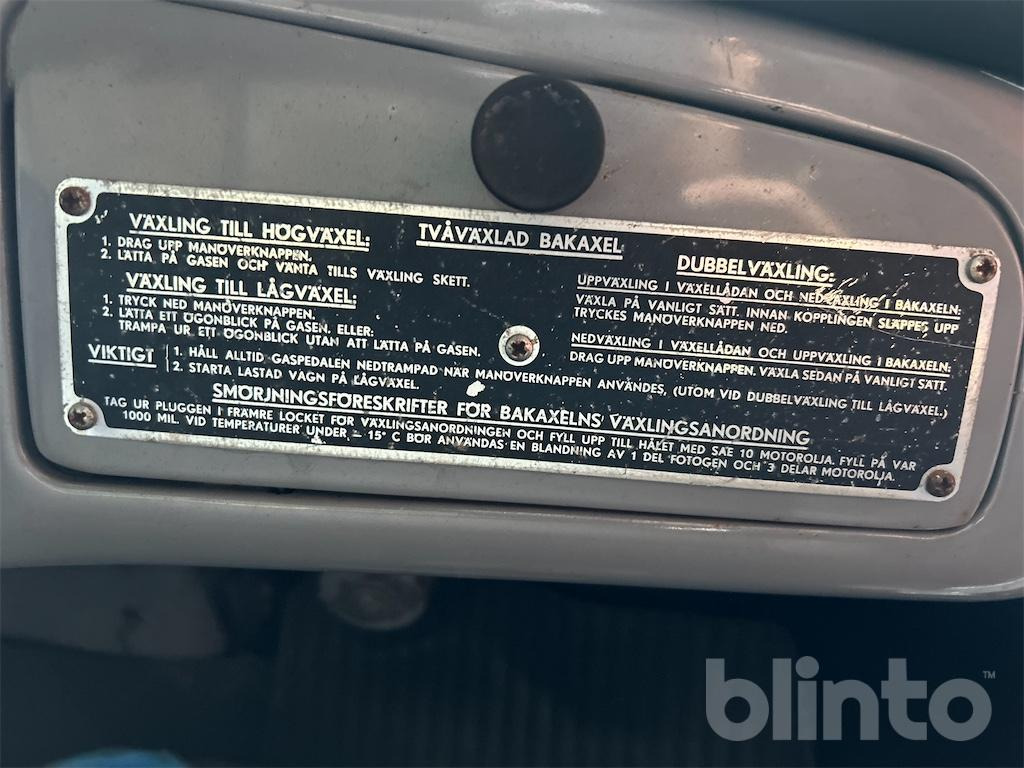 TVÅVÄXLAD BAKAXEL
VÄXLING TILL HÖGVÄXEL:
1. DRAG UPP MANÖVERKNAPPEN.
2. LÄTTA PÅ GASEN OCH VÄNTA TILLS VÄXLING SKETT.
VÄXLING TILL LÅGVÄXEL:
1. TRYCK NED MANÖVERKNAPPEN.
2. LÄTTA ETT ÖGONBLICK PÅ GASEN. ELLER:
TRAMPA UR ETT ÖGONBLICK UTAN ATT LÄTTA PÅ GASEN.
DUBBELVÄXLING:
UPPVÄXLING I VÄXELLÅDAN OCH NEDVÄXLING I BAKAXELN:
VÄXLA PÅ VANLIGT SÄTT. INNAN KOPPLINGEN SLÄPPES, UPP
TRYCKES MANÖVERKNAPPEN NED.
NEDVÄXLING I VÄXELLÅDAN OCH UPPVÄXLING I BAKAXELN:
DRAG UPP MANÖVERKNAPPEN. VÄXLA SEDAN PÅ VANLIGT SÄTT.
VIKTIGT
1. HÅLL ALLTID GASPEDALEN NEDTRAMPAD NÄR MANÖVERKNAPPEN ANVÄNDES, (UTOM VID DUBBELVÄXLING TILL LÅGVÄXEL.)
2. STARTA LASTAD VAGN PÅ LÅGVÄXEL.
SMÖRJNINGSFÖRESKRIFTER FÖR BAKAXELNS VÄXLINGSANORDNING
TAG UR PLUGGEN I FRÄMRE LOCKET FÖR VÄXLINGSANORDNINGEN OCH FYLL UPP TILL HÅLET MED SAE 10 MOTOROLJA. FYLL PÅ VAR
1000 MIL. VID TEMPERATURER UNDER - 15° C BÖR ANVÄNDAS EN BLANDNING AV 1 DEL FOTOGEN OCH 3 DELAR MOTOROLJA.
blinto™